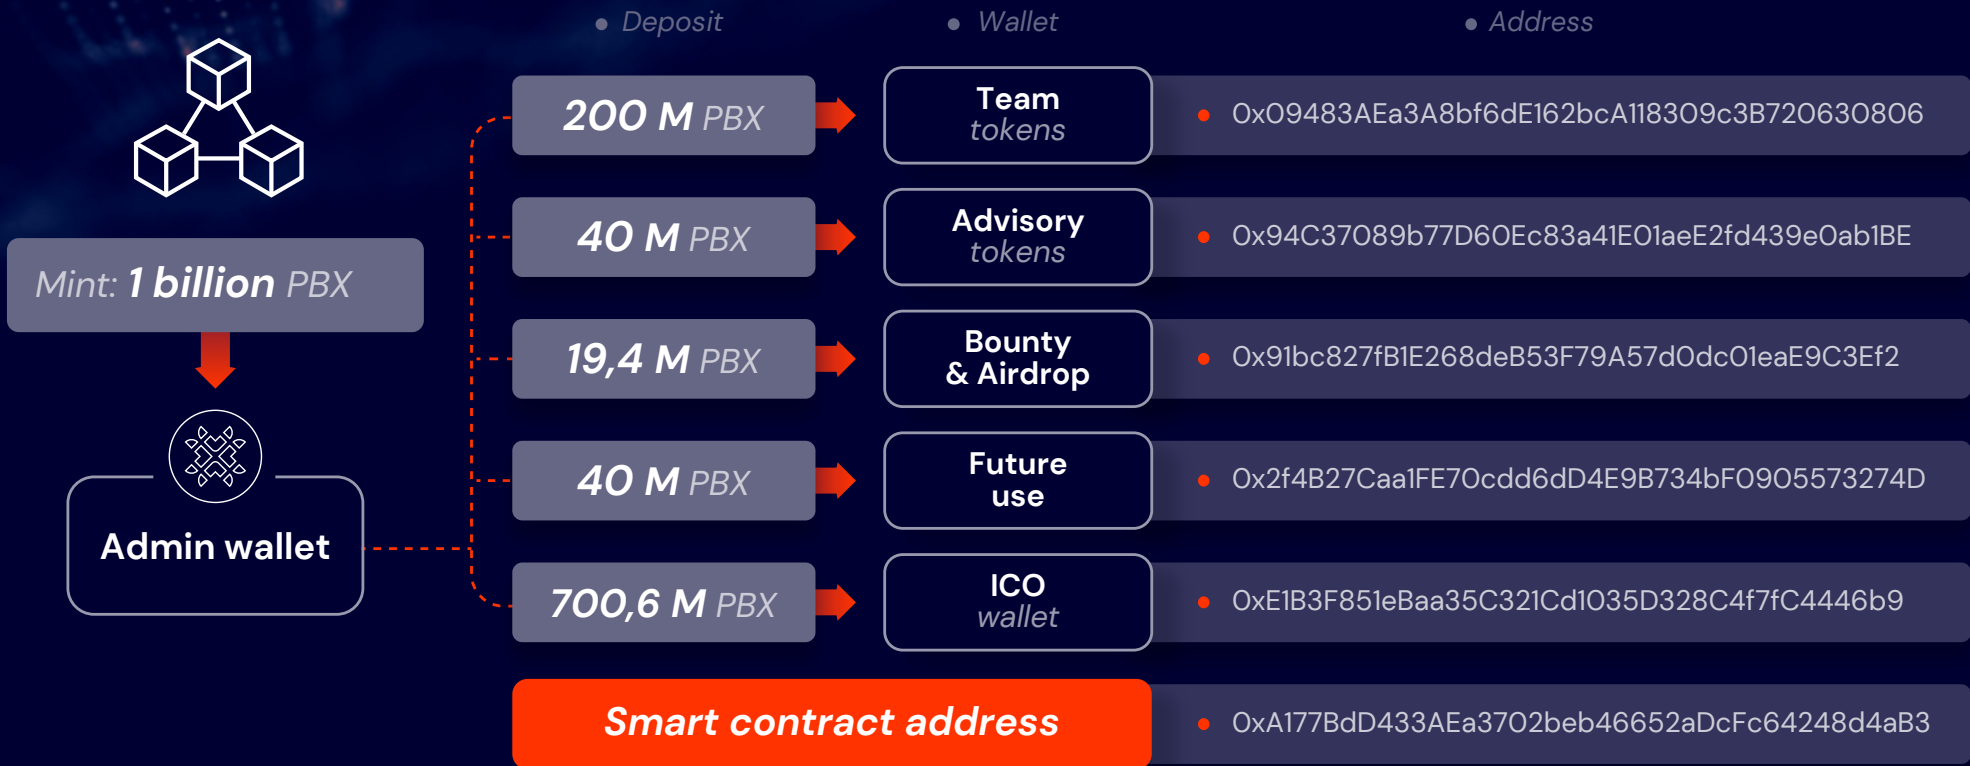 Deposit
Wallet
Address
200 M PBX
Team
tokens
0x09483AEa3A8bf6dE162bcA118309c3B720630806
40 M PBX
Advisory
tokens
0x94C37089b77D60Ec83a41E01aeE2fd439e0ab1BE
Mint: 1 billion PBX
19,4 M PBX
Bounty
& Airdrop
0x91bc827fB1E268deB53F79A57d0dc01eaE9C3Ef2
40 M PBX
Future
use
0x2f4B27Caa1FE70cdd6dD4E9B734bF0905573274D
Admin wallet
700,6 M PBX
ICO
wallet
0xE1B3F851eBaa35C321Cd1035D328C4f7fC4446b9
Smart contract address
0xA177BdD433AEa3702beb46652aDcFc64248d4aB3